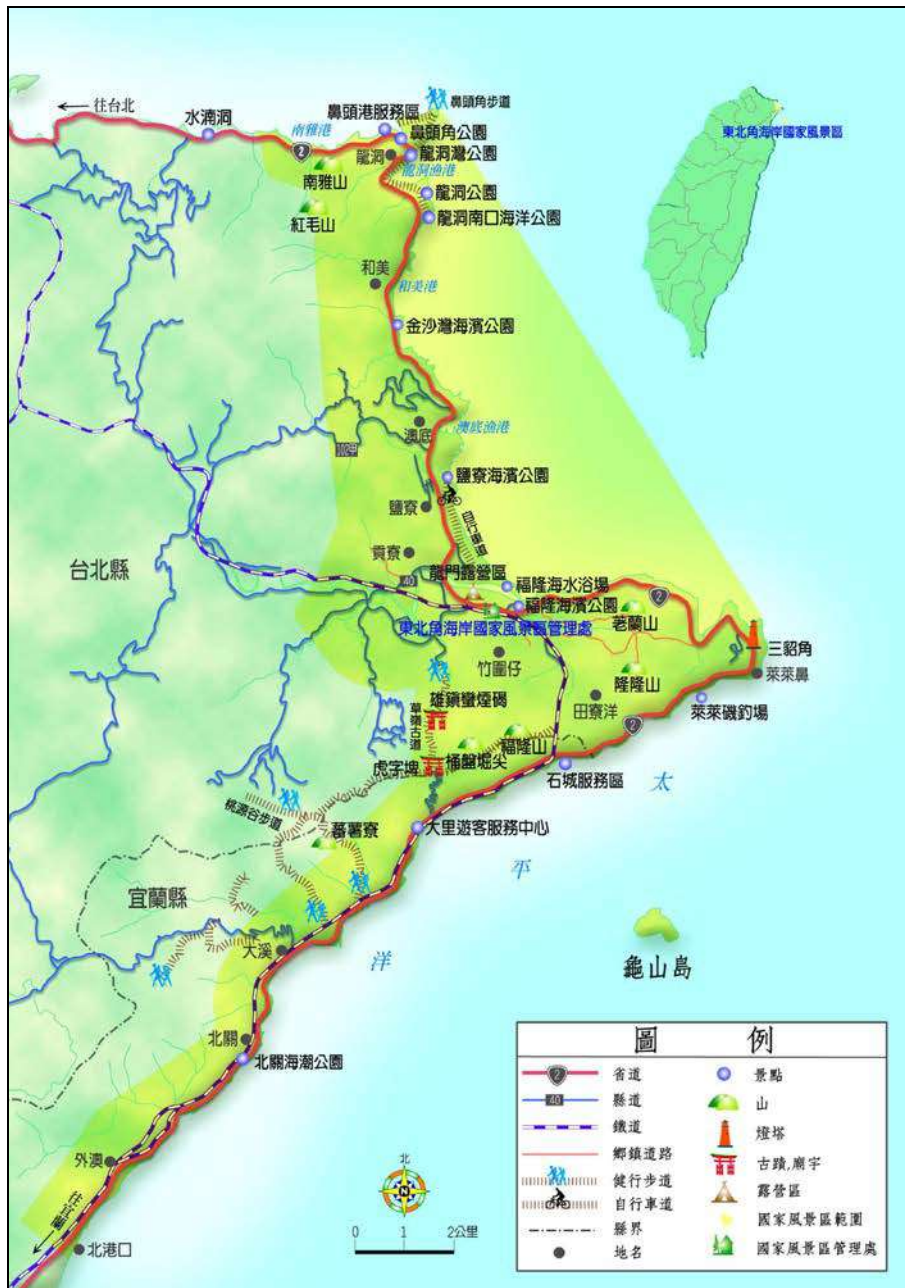 往台北
水湳洞
南雅港
鼻頭港服務區
鼻頭角步道
鼻頭角公園
2
龍洞
龍洞灣公園
龍洞漁港
南雅山
龍洞公園
紅毛山
龍洞南口海洋公園
東北角海岸國家風景區
和美
和美港
金沙灣海濱公園
澳底
澳底漁港
102甲
鹽寮海濱公園
鹽寮
自行車道
貢寮
台北縣
40
龍門露營區
福隆海水浴場
福隆海濱公園
2
荖蘭山
東北角海岸國家風景區管理處
三貂角
竹圍仔
萊萊鼻
隆隆山
雄鎮蠻煙碣
田寮洋
萊萊磯釣場
草嶺古道
2
福隆山
桶盤堀尖
虎字碑
石城服務區
太
平
洋
桃源谷步道
蕃薯寮
大里遊客服務中心
宜蘭縣
大溪
龜山島
北關
北關海潮公園
外澳
往宜蘭
北港口
北
N
0 1 2公里
圖例
2 省道
景點
40 縣道
山
鐵道
燈塔
鄉鎮道路
古蹟,廟宇
健行步道
露營區
自行車道
國家風景區範圍
縣界
國家風景區管理處
地名